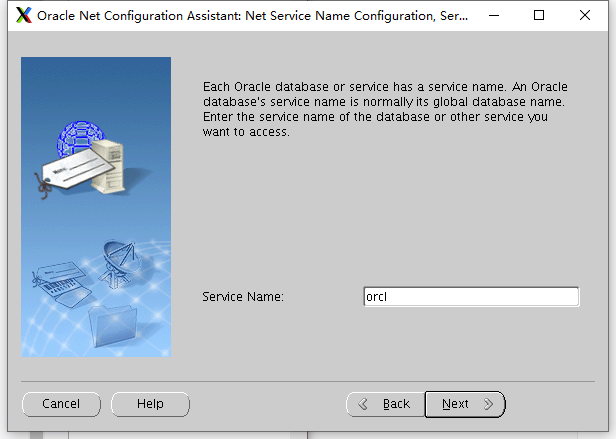 Oracle Net Configuration Assistant: Net Service Name Configuration, Ser...
Each Oracle database or service has a service name. An Oracle
database's service name is normally its global database name.
Enter the service name of the database or other service you
want to access.
Service Name:
orcl
Cancel
Help
Back
Next